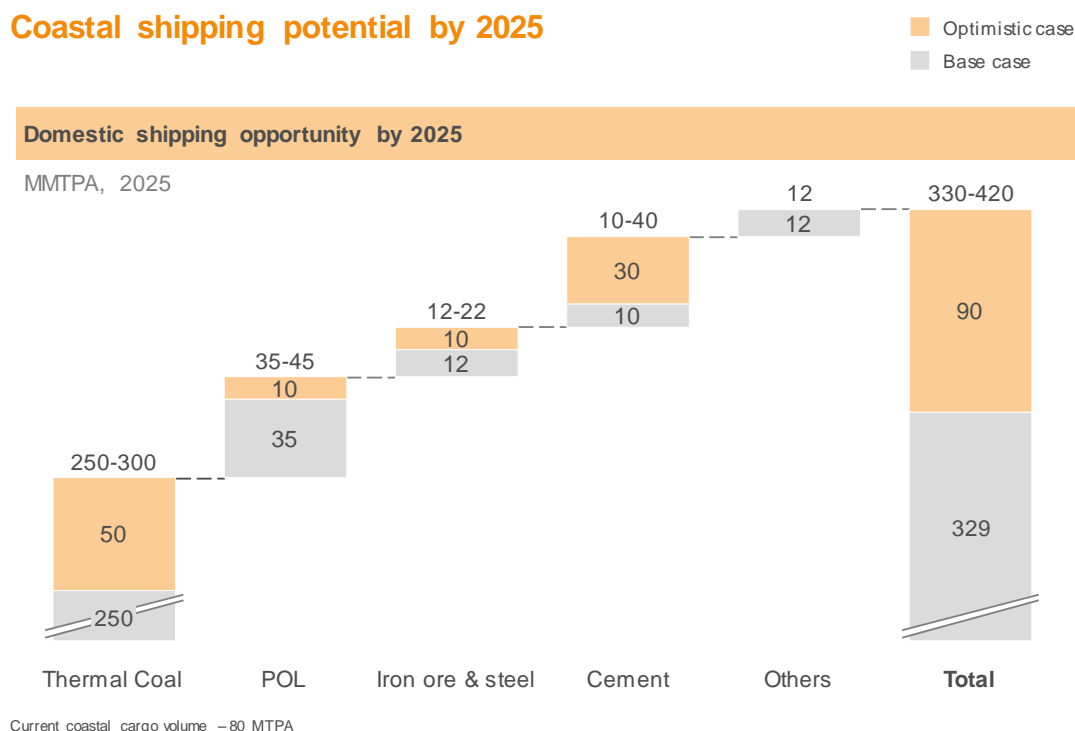 Coastal shipping potential by 2025
Optimistic case
Base case
Domestic shipping opportunity by 2025
MMTPA, 2025
12
330-420
12
10-40
30
90
12-22
10
10
35-45
12
10
35
250-300
50
329
250
Thermal Coal
POL
Iron ore & steel
Cement
Others
Total
Current coastal cargo volume – 80 MTPA